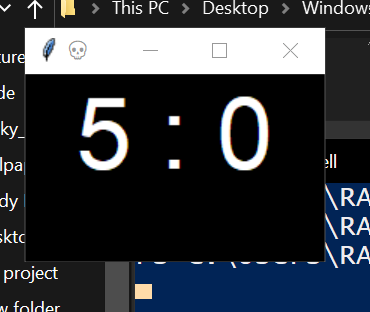 This PC > Desktop > Windows
ture
de
ky_
5 : 0
lpap
ell
dy
\RA
\RA
\RA
skto
project
w folder